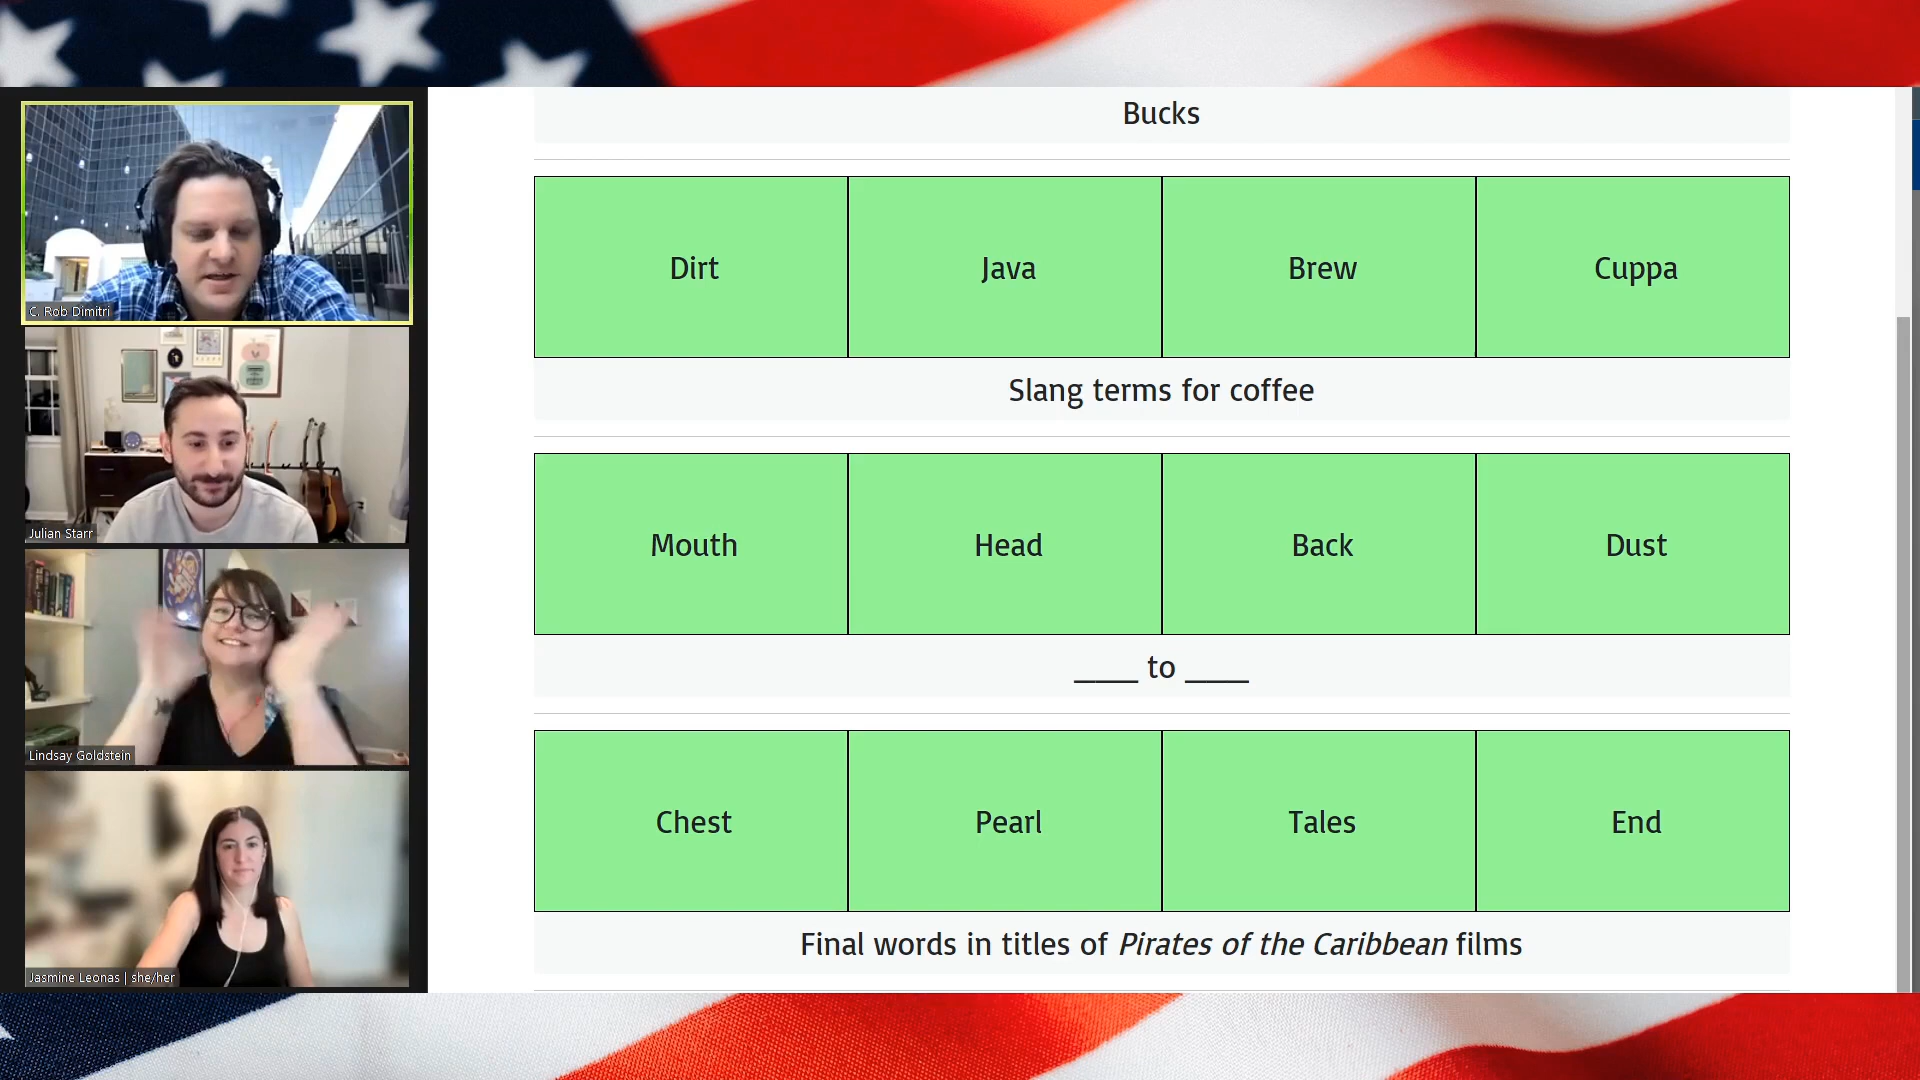 Bucks
Dirt
Java
Brew
Cuppa
Slang terms for coffee
Mouth
Head
Back
Dust
____ to ____
Chest
Pearl
Tales
End
Final words in titles of Pirates of the Caribbean films
C. Rob Dimitri
Julian Starr
Lindsay Goldstein
Jasmine Leonas | she/her